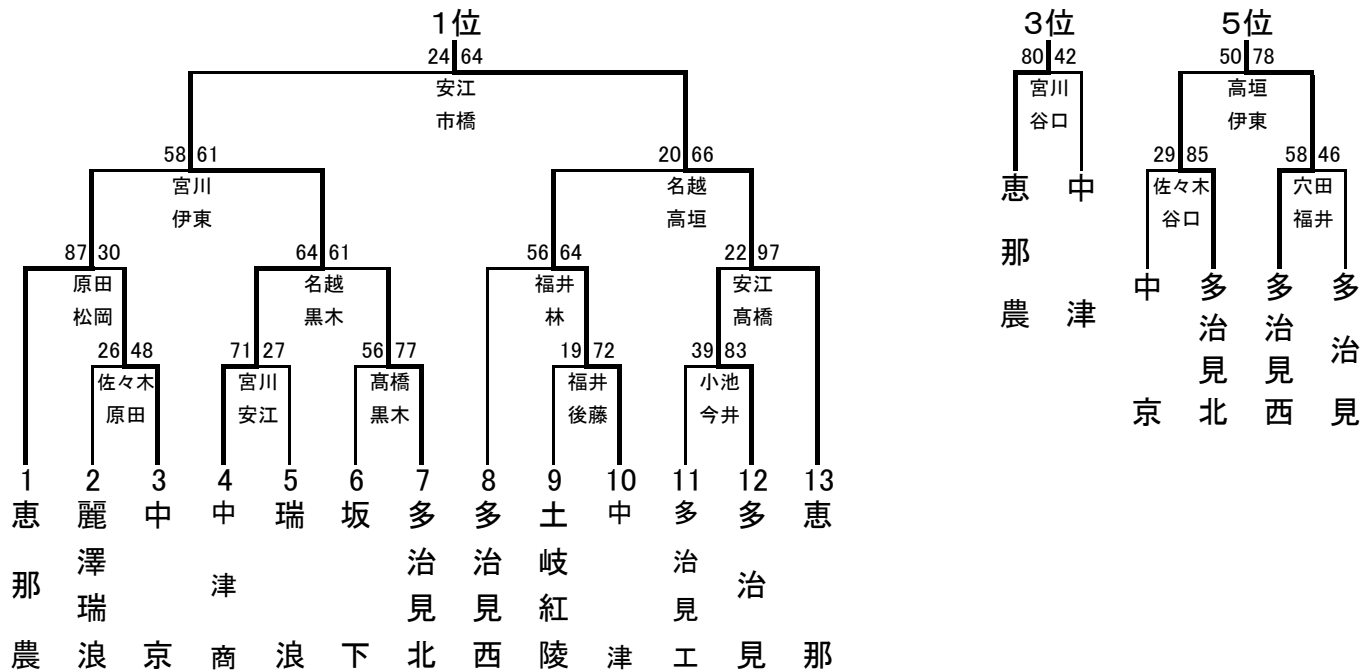 1位 3位 5位
24 64 80 42 50 78
安江 宮川 高垣
市橋 谷口 伊東
58 61 20 66 29 85 58 46
宮川 名越 佐々木 穴田
伊東 高垣 谷口 福井
恵那農 中津
87 30 64 61 56 64 22 97
原田 名越 福井 安江
松岡 黒木 林 髙橋
中京 多治見北 多治見西 多治見
26 48 71 27 56 77 19 72 39 83
佐々木 宮川 髙橋 福井 小池
原田 安江 黒木 後藤 今井
1 2 3 4 5 6 7 8 9 10 11 12 13
恵那農 麗澤瑞浪 中京 中津商 瑞浪 坂下 多治見北 多治見西 土岐紅陵 中津 多治見工 多治見 恵那